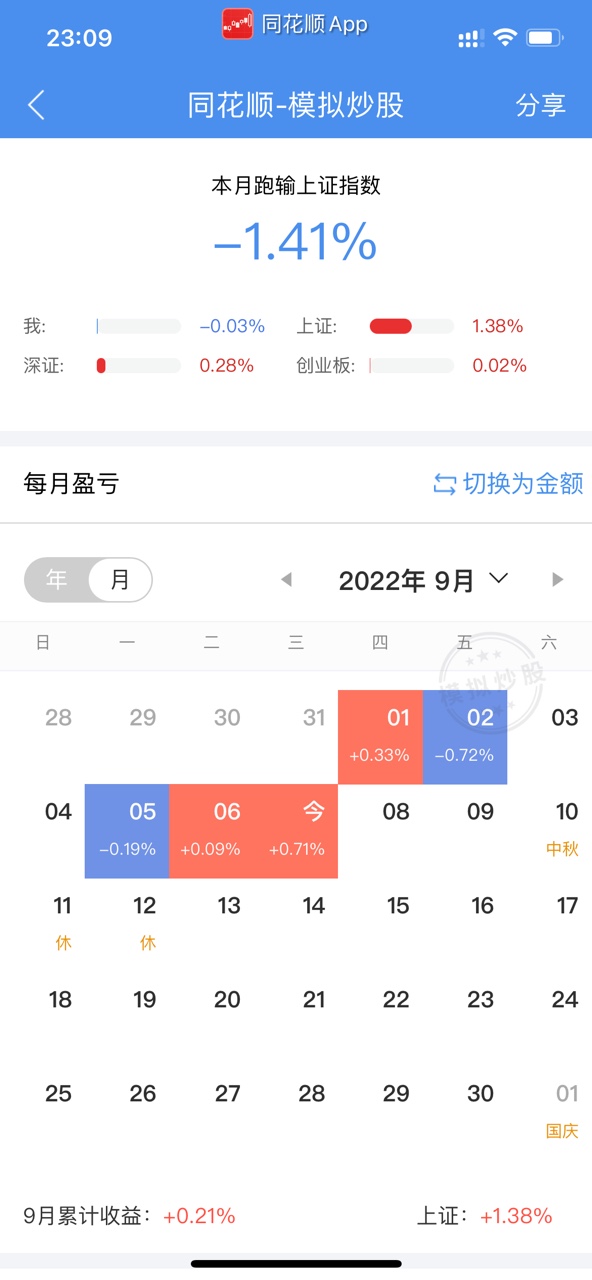 23:09
同花顺App
同花顺-模拟炒股
分享
本月跑输上证指数
-1.41%
我: -0.03% 上证: 1.38%
深证: 0.28% 创业板: 0.02%
每月盈亏
切换为金额
年 月 2022年 9月
日 一 二 三 四 五 六
模拟炒股
28 29 30 31 01 02 03
+0.33% -0.72%
04 05 06 今 08 09 10
-0.19% +0.09% +0.71% 中秋
11 12 13 14 15 16 17
休 休
18 19 20 21 22 23 24
25 26 27 28 29 30 01
国庆
9月累计收益: +0.21% 上证: +1.38%